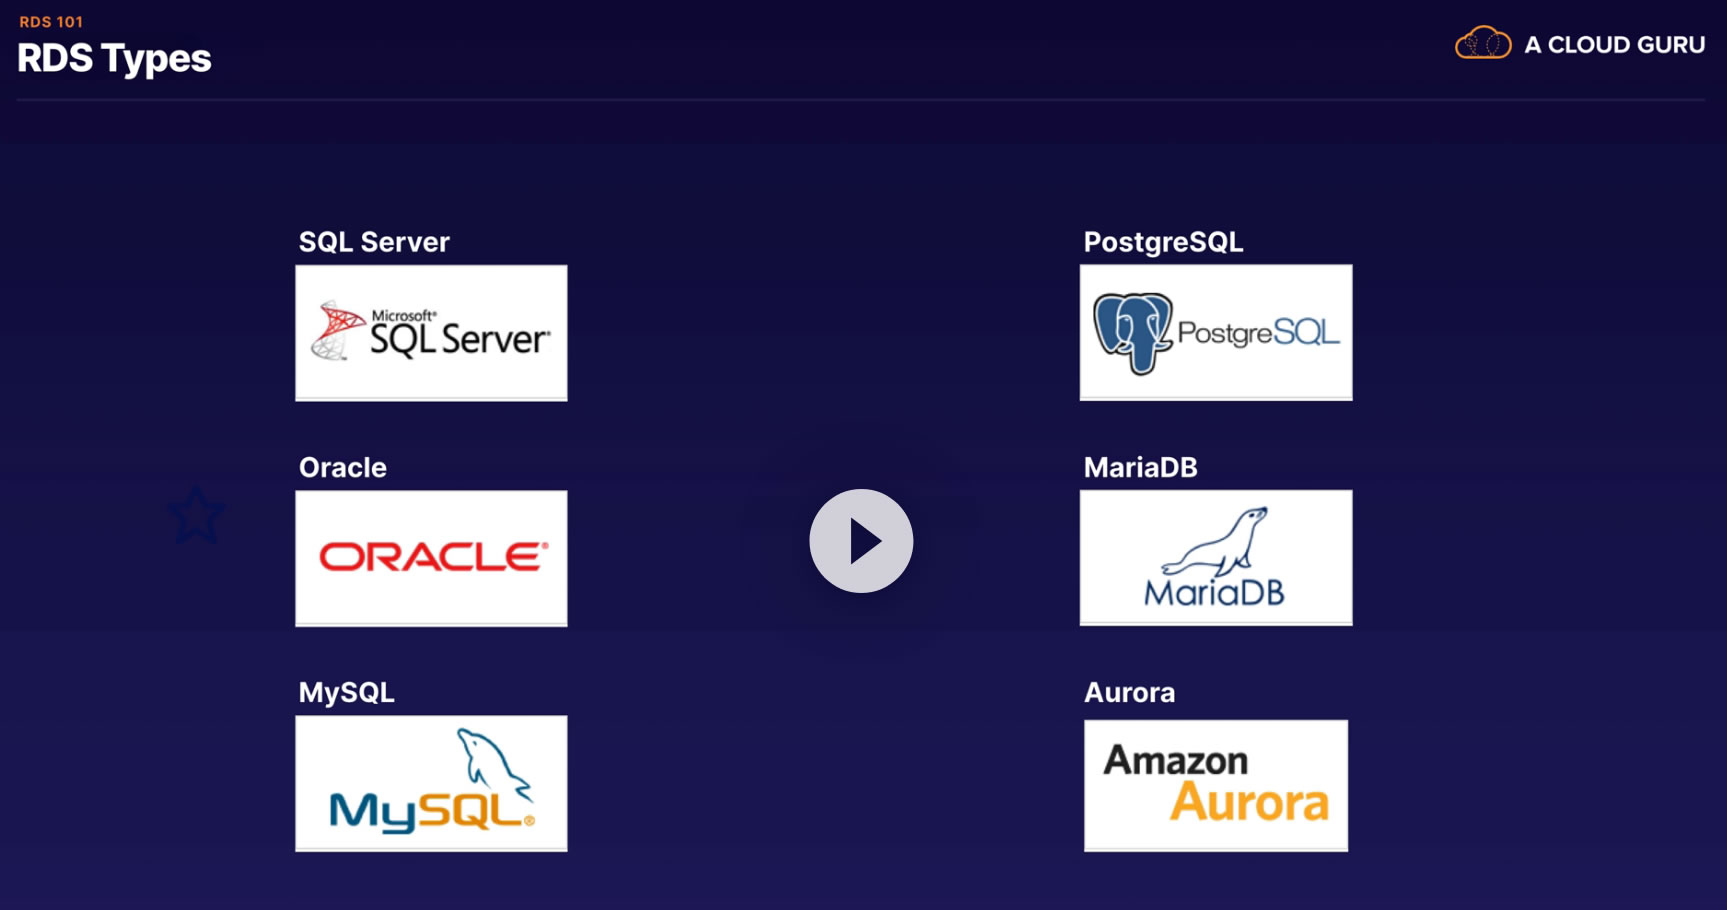 RDS 101
RDS Types
A CLOUD GURU
SQL Server
Microsoft®
SQL Server®
PostgreSQL
PostgreSQL
Oracle
ORACLE®
MariaDB
MariaDB
MySQL
MySQL®
Aurora
Amazon
Aurora